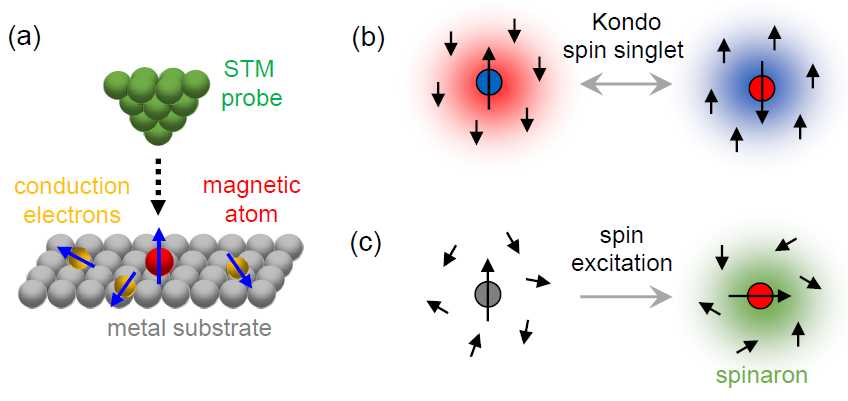 (a)
STM
probe
conduction
electrons
magnetic
atom
metal substrate
(b)
Kondo
spin singlet
(c)
spin
excitation
spinaron